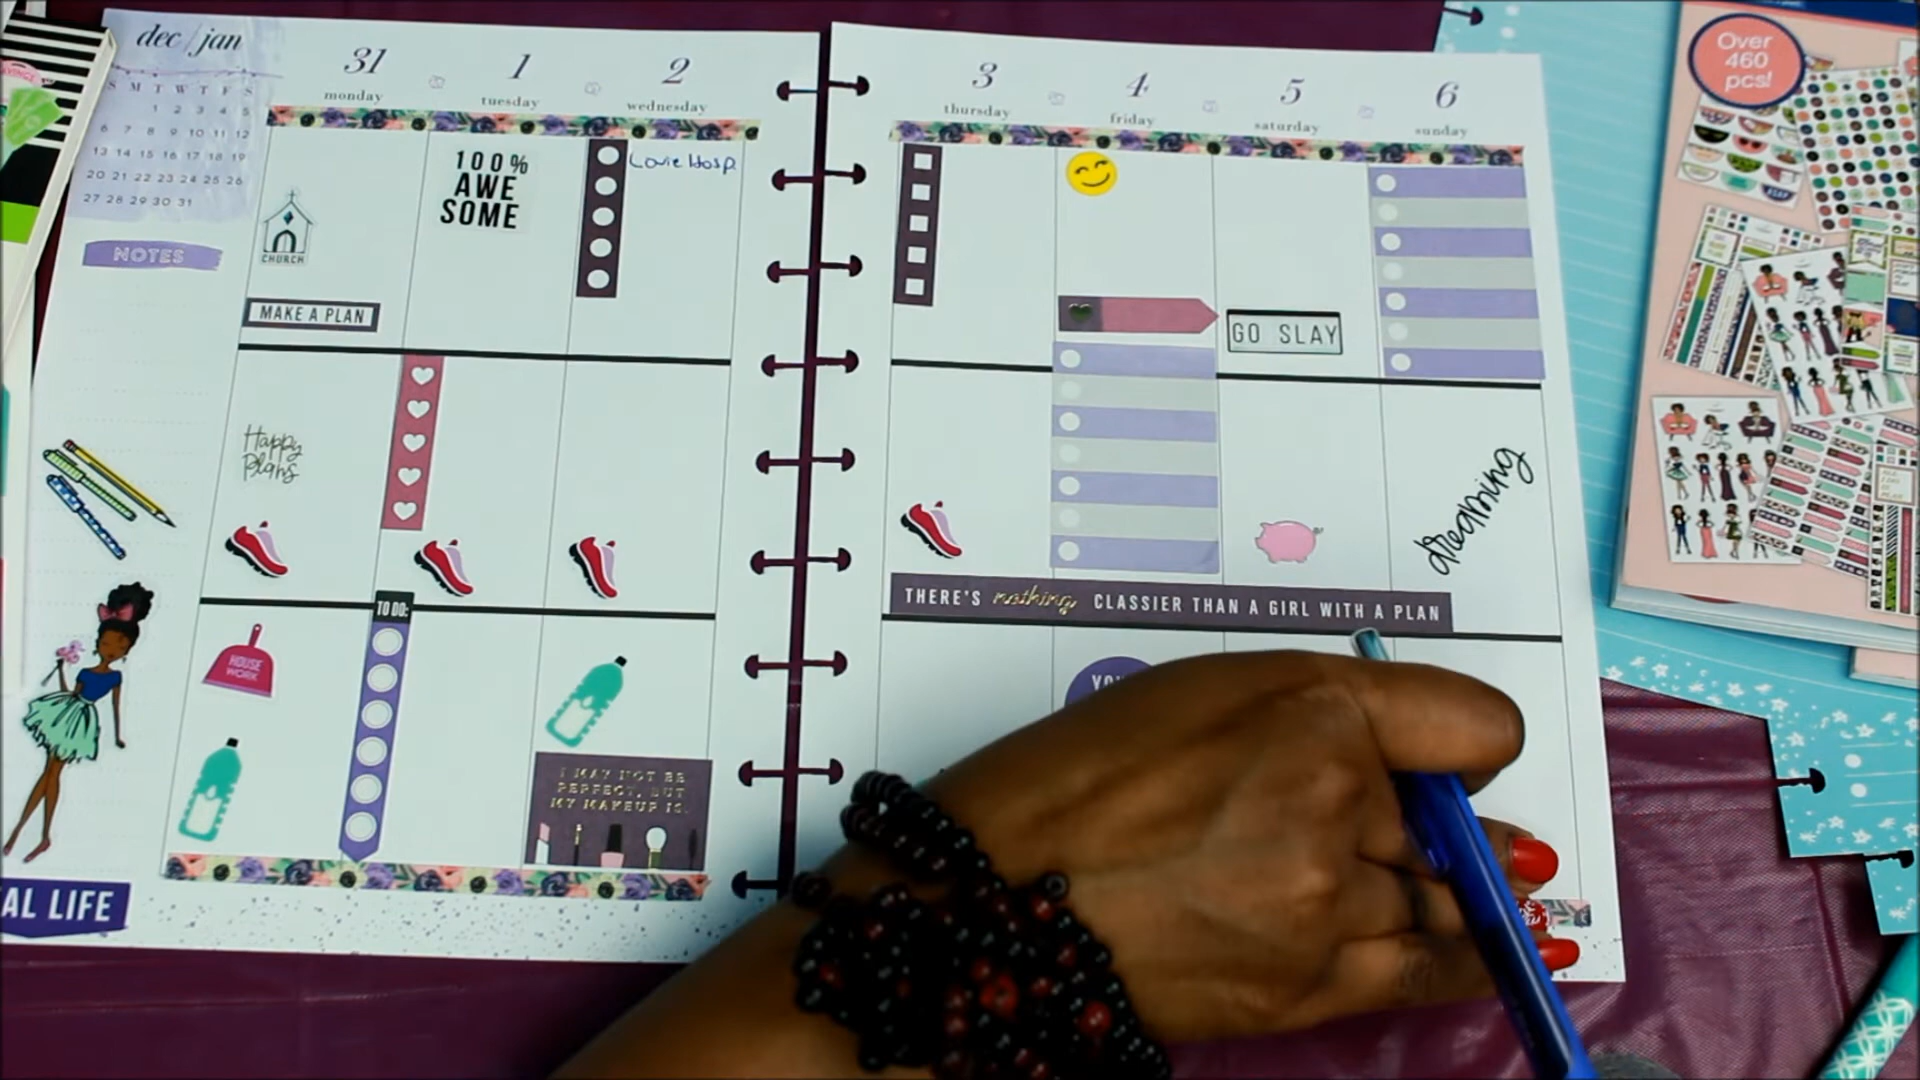 dec/jan
S M T W T F S
1 2 3 4 5
6 7 8 9 10 11 12
13 14 15 16 17 18 19
20 21 22 23 24 25 26
27 28 29 30 31
NOTES
AL LIFE
31
monday
1
tuesday
2
wednesday
3
thursday
4
friday
5
saturday
6
sunday
CHURCH
MAKE A PLAN
100%
AWE
SOME
Lovie Hosp.
GO SLAY
Happy
Plans
dreaming
THERE'S nothing CLASSIER THAN A GIRL WITH A PLAN
HOUSE
WORK
TO DO:
I MAY NOT BE
PERFECT, BUT
MY MAKEUP IS.
YOU
Over
460
pcs!